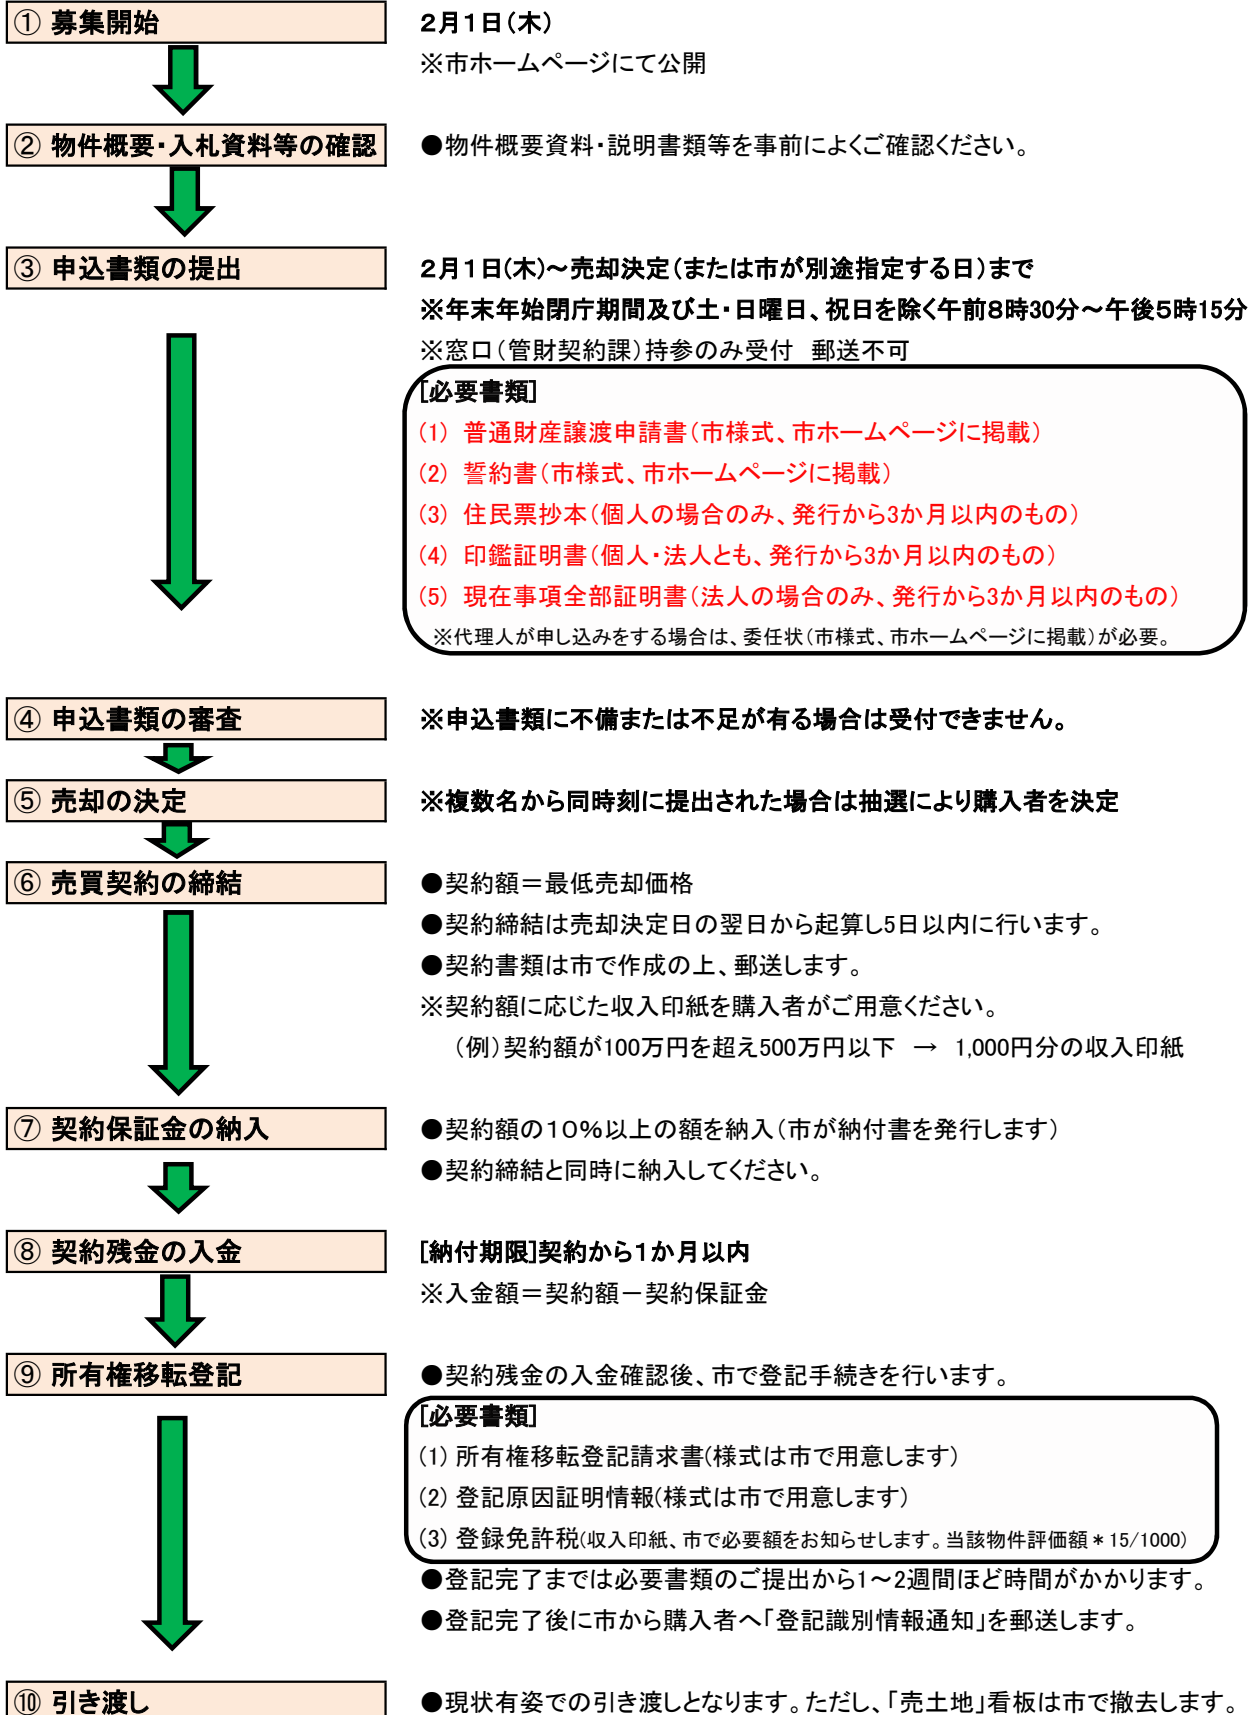 ① 募集開始
２月１日（木）
※市ホームページにて公開
② 物件概要・入札資料等の確認
●物件概要資料・説明書類等を事前によくご確認ください。
③ 申込書類の提出
２月１日(木)～売却決定（または市が別途指定する日）まで
※年末年始閉庁期間及び土・日曜日、祝日を除く午前８時30分～午後５時15分
※窓口（管財契約課）持参のみ受付　郵送不可
[必要書類]
(1) 普通財産譲渡申請書（市様式、市ホームページに掲載）
(2) 誓約書（市様式、市ホームページに掲載）
(3) 住民票抄本（個人の場合のみ、発行から3か月以内のもの）
(4) 印鑑証明書（個人・法人とも、発行から3か月以内のもの）
(5) 現在事項全部証明書（法人の場合のみ、発行から3か月以内のもの）
※代理人が申し込みをする場合は、委任状（市様式、市ホームページに掲載）が必要。
④ 申込書類の審査
※申込書類に不備または不足が有る場合は受付できません。
⑤ 売却の決定
※複数名から同時刻に提出された場合は抽選により購入者を決定
⑥ 売買契約の締結
●契約額＝最低売却価格
●契約締結は売却決定日の翌日から起算し5日以内に行います。
●契約書類は市で作成の上、郵送します。
※契約額に応じた収入印紙を購入者がご用意ください。
（例）契約額が100万円を超え500万円以下　→　1,000円分の収入印紙
⑦ 契約保証金の納入
●契約額の１０％以上の額を納入（市が納付書を発行します）
●契約締結と同時に納入してください。
⑧ 契約残金の入金
[納付期限]契約から１か月以内
※入金額＝契約額－契約保証金
⑨ 所有権移転登記
●契約残金の入金確認後、市で登記手続きを行います。
[必要書類]
(1) 所有権移転登記請求書(様式は市で用意します)
(2) 登記原因証明情報(様式は市で用意します)
(3) 登録免許税(収入印紙、市で必要額をお知らせします。当該物件評価額＊15/1000)
●登記完了までは必要書類のご提出から1～2週間ほど時間がかかります。
●登記完了後に市から購入者へ「登記識別情報通知」を郵送します。
⑩ 引き渡し
●現状有姿での引き渡しとなります。ただし、「売土地」看板は市で撤去します。